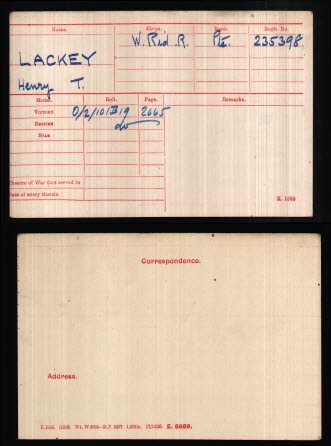 Name. Corps. Rank. Regtl. No.
LACKEY W. Rid. R. Pte. 235398
Henry T.
Medal. Roll. Page. Remarks.
Victory O/2/101B19 2665
British do
Star
Theatre of War first served in
Date of entry therein
K. 1380
Correspondence.
Address.